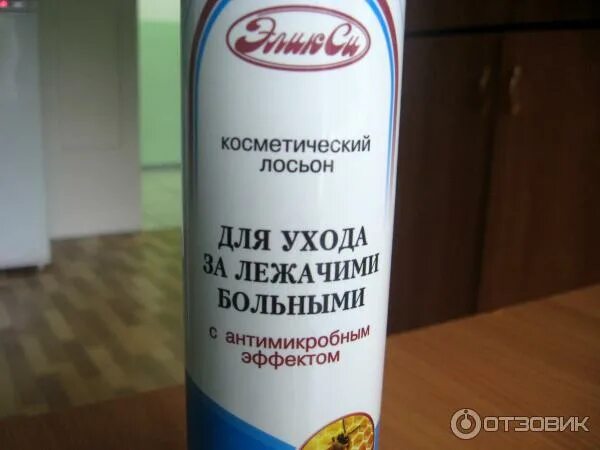 ЭликСи
косметический
лосьон
ДЛЯ УХОДА
ЗА ЛЕЖАЧИМИ
БОЛЬНЫМИ
с антимикробным
эффектом
ОТЗОВИК